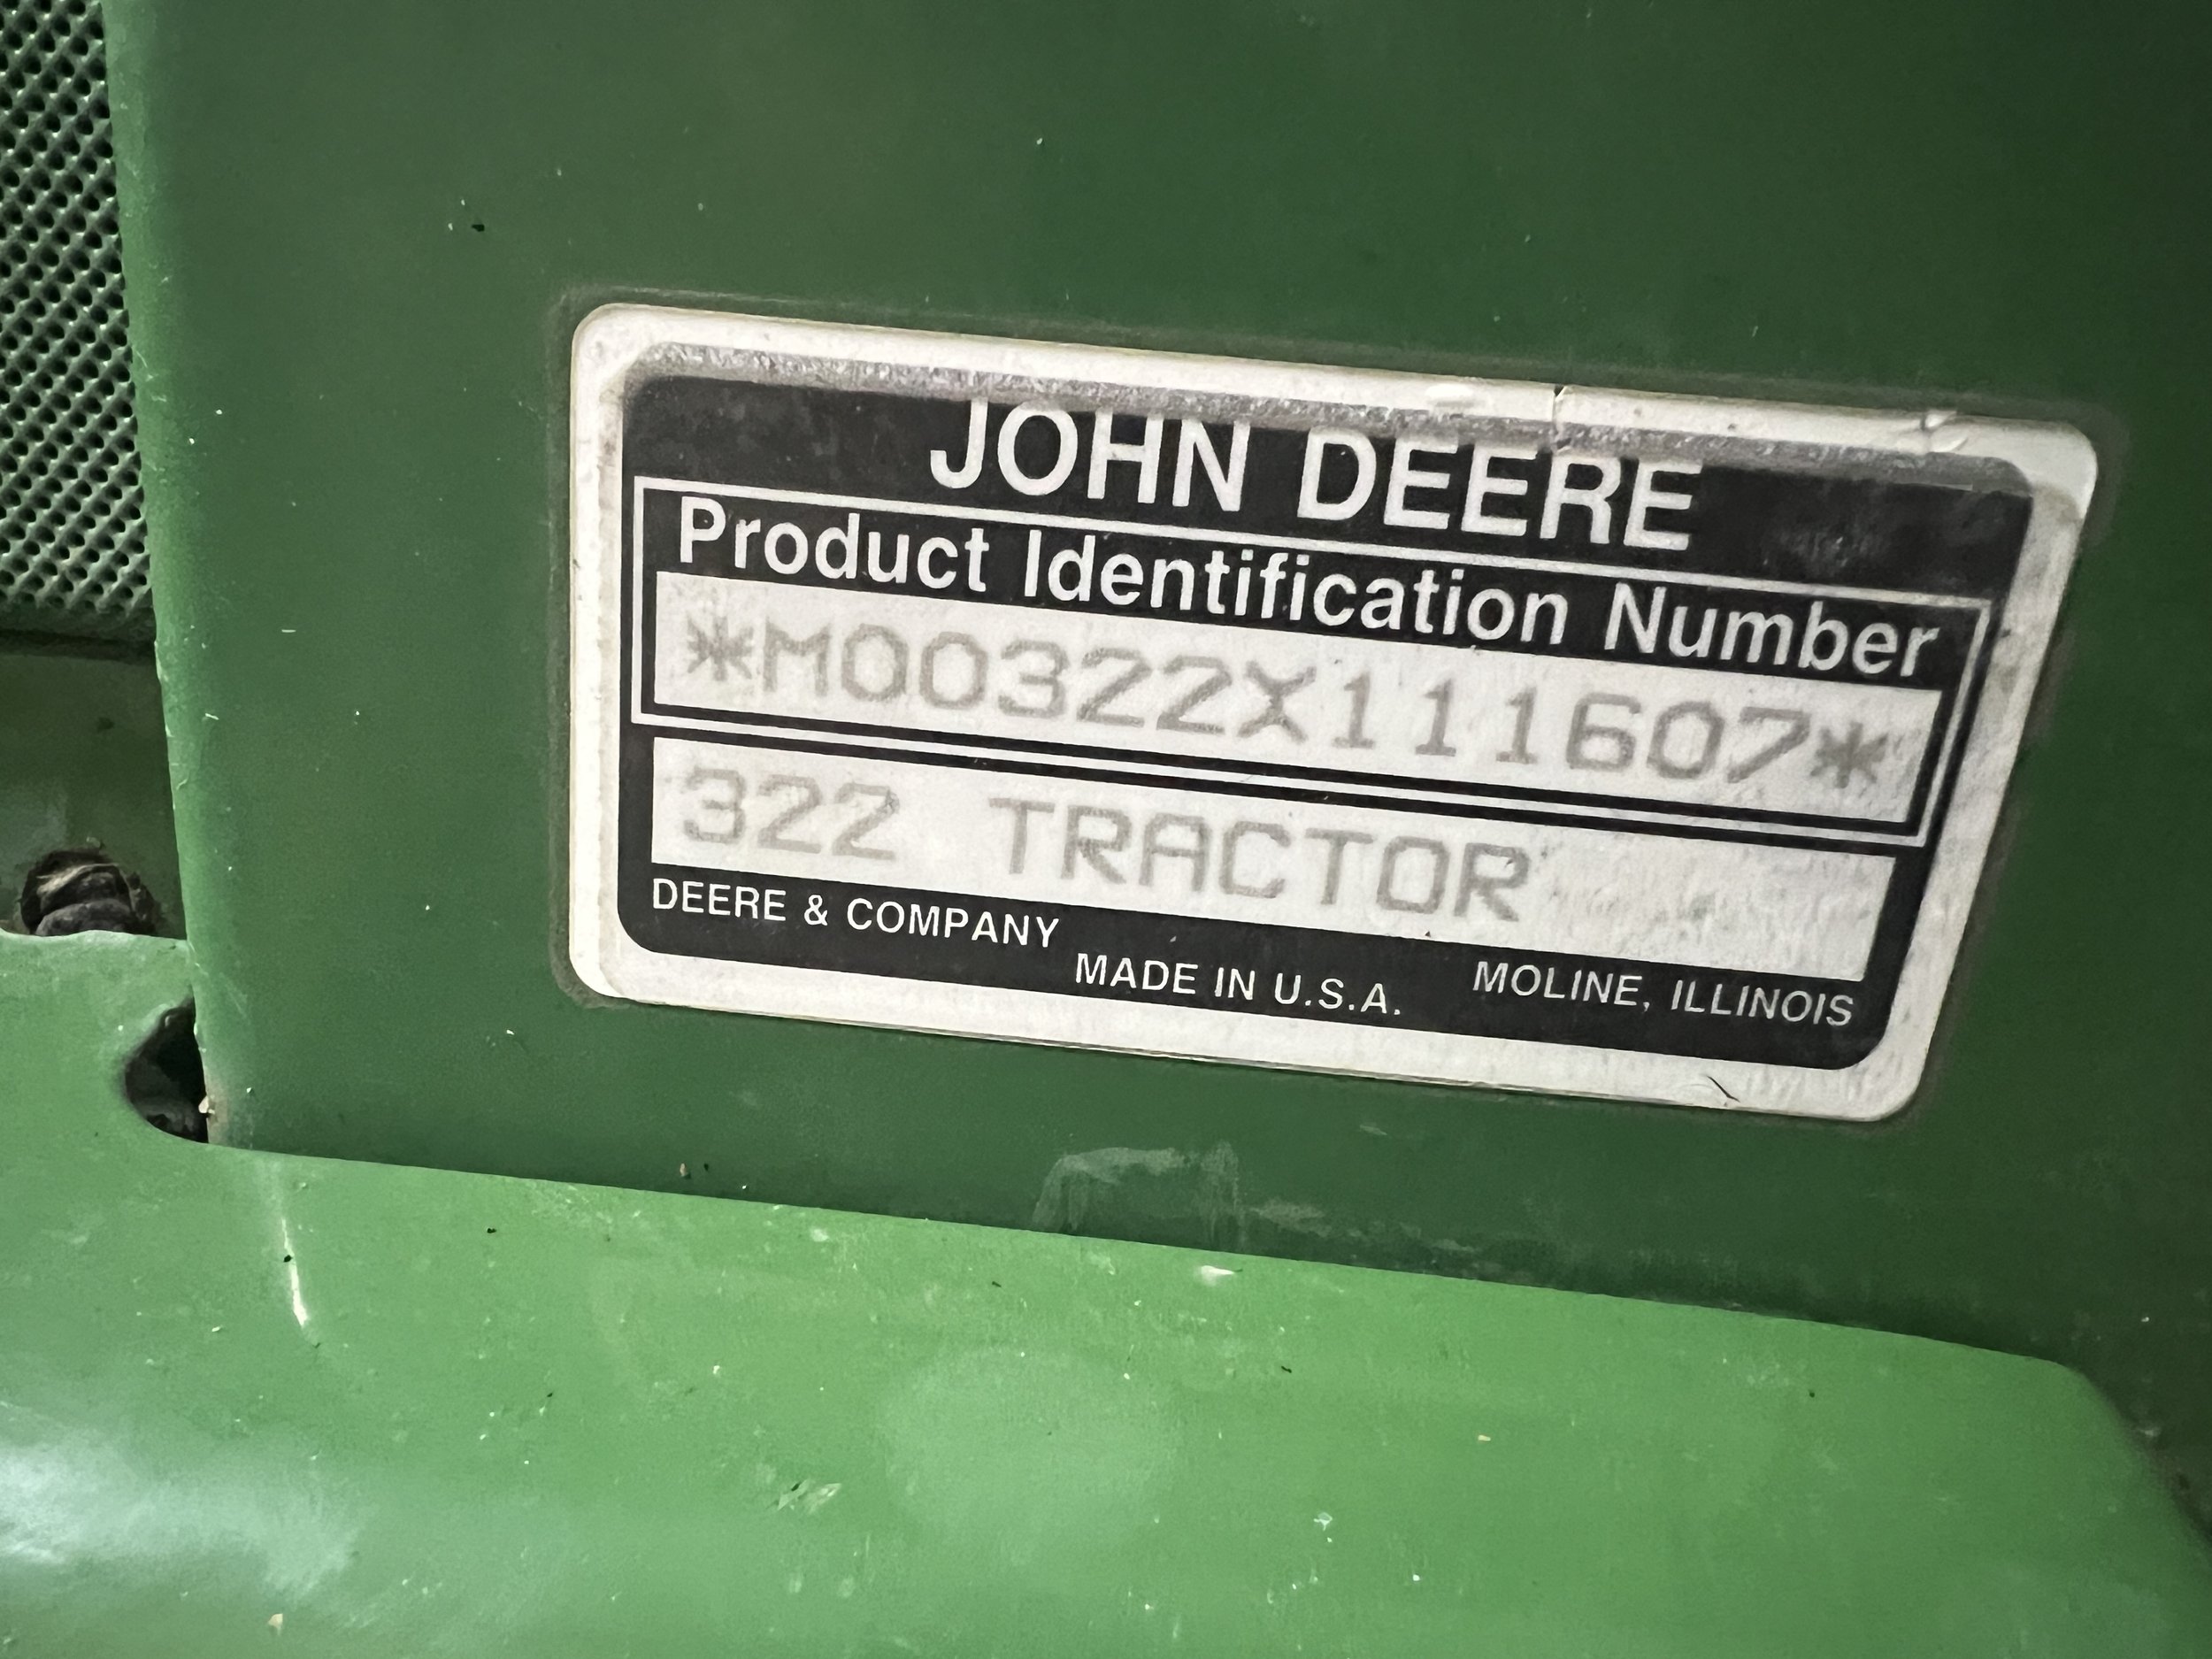 JOHN DEERE
Product Identification Number
*M00322X111607*
322 TRACTOR
DEERE & COMPANY MADE IN U.S.A. MOLINE, ILLINOIS